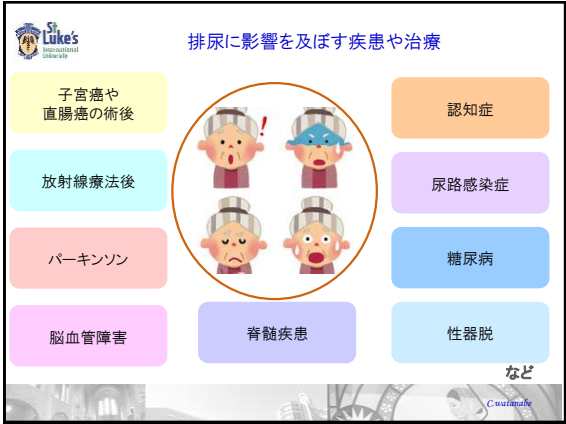 St
Luke's
International
University
排尿に影響を及ぼす疾患や治療
子宮癌や
直腸癌の術後
放射線療法後
パーキンソン
脳血管障害
脊髄疾患
認知症
尿路感染症
糖尿病
性器脱
など
C.watanabe